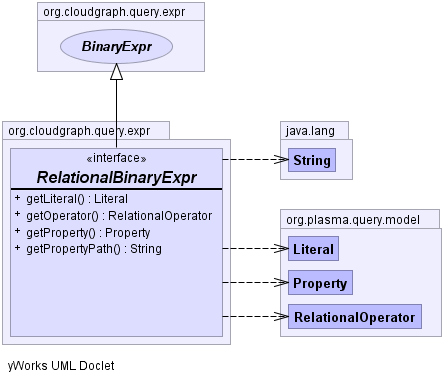 org.cloudgraph.query.expr
BinaryExpr
org.cloudgraph.query.expr
«interface»
RelationalBinaryExpr
+ getLiteral() : Literal
+ getOperator() : RelationalOperator
+ getProperty() : Property
+ getPropertyPath() : String
java.lang
String
org.plasma.query.model
Literal
Property
RelationalOperator
yWorks UML Doclet